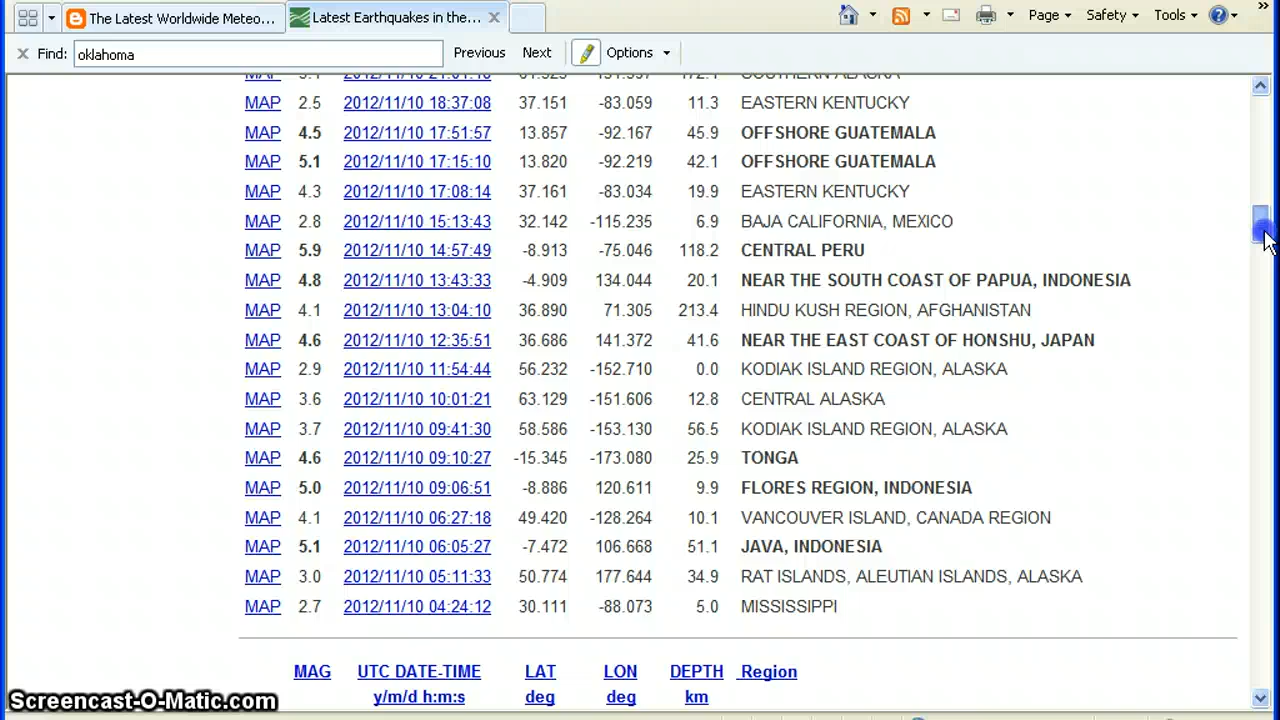 The Latest Worldwide Meteo...
Latest Earthquakes in the...
Page
Safety
Tools
Find:
oklahoma
Previous
Next
Options
MAP 2.5 2012/11/10 18:37:08 37.151 -83.059 11.3 EASTERN KENTUCKY
MAP 4.5 2012/11/10 17:51:57 13.857 -92.167 45.9 OFFSHORE GUATEMALA
MAP 5.1 2012/11/10 17:15:10 13.820 -92.219 42.1 OFFSHORE GUATEMALA
MAP 4.3 2012/11/10 17:08:14 37.161 -83.034 19.9 EASTERN KENTUCKY
MAP 2.8 2012/11/10 15:13:43 32.142 -115.235 6.9 BAJA CALIFORNIA, MEXICO
MAP 5.9 2012/11/10 14:57:49 -8.913 -75.046 118.2 CENTRAL PERU
MAP 4.8 2012/11/10 13:43:33 -4.909 134.044 20.1 NEAR THE SOUTH COAST OF PAPUA, INDONESIA
MAP 4.1 2012/11/10 13:04:10 36.890 71.305 213.4 HINDU KUSH REGION, AFGHANISTAN
MAP 4.6 2012/11/10 12:35:51 36.686 141.372 41.6 NEAR THE EAST COAST OF HONSHU, JAPAN
MAP 2.9 2012/11/10 11:54:44 56.232 -152.710 0.0 KODIAK ISLAND REGION, ALASKA
MAP 3.6 2012/11/10 10:01:21 63.129 -151.606 12.8 CENTRAL ALASKA
MAP 3.7 2012/11/10 09:41:30 58.586 -153.130 56.5 KODIAK ISLAND REGION, ALASKA
MAP 4.6 2012/11/10 09:10:27 -15.345 -173.080 25.9 TONGA
MAP 5.0 2012/11/10 09:06:51 -8.886 120.611 9.9 FLORES REGION, INDONESIA
MAP 4.1 2012/11/10 06:27:18 49.420 -128.264 10.1 VANCOUVER ISLAND, CANADA REGION
MAP 5.1 2012/11/10 06:05:27 -7.472 106.668 51.1 JAVA, INDONESIA
MAP 3.0 2012/11/10 05:11:33 50.774 177.644 34.9 RAT ISLANDS, ALEUTIAN ISLANDS, ALASKA
MAP 2.7 2012/11/10 04:24:12 30.111 -88.073 5.0 MISSISSIPPI
MAG UTC DATE-TIME LAT LON DEPTH Region
y/m/d h:m:s deg deg km
Screencast-O-Matic.com